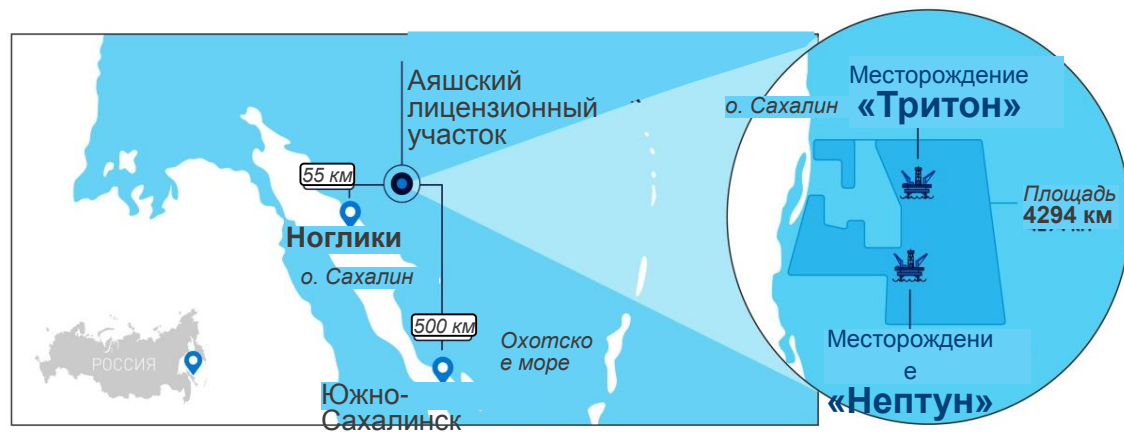 Аяшский
лицензионный
участок
55 км
Ноглики
о. Сахалин
500 км
Охотско
е море
Южно-
Сахалинск
РОССИЯ
о. Сахалин
Месторождение
«Тритон»
Площадь
4294 км
Месторождени
е
«Нептун»